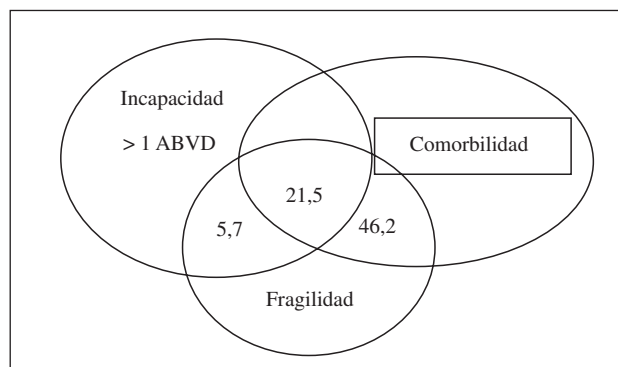 Incapacidad
> 1 ABVD
Comorbilidad
21,5
5,7
46,2
Fragilidad